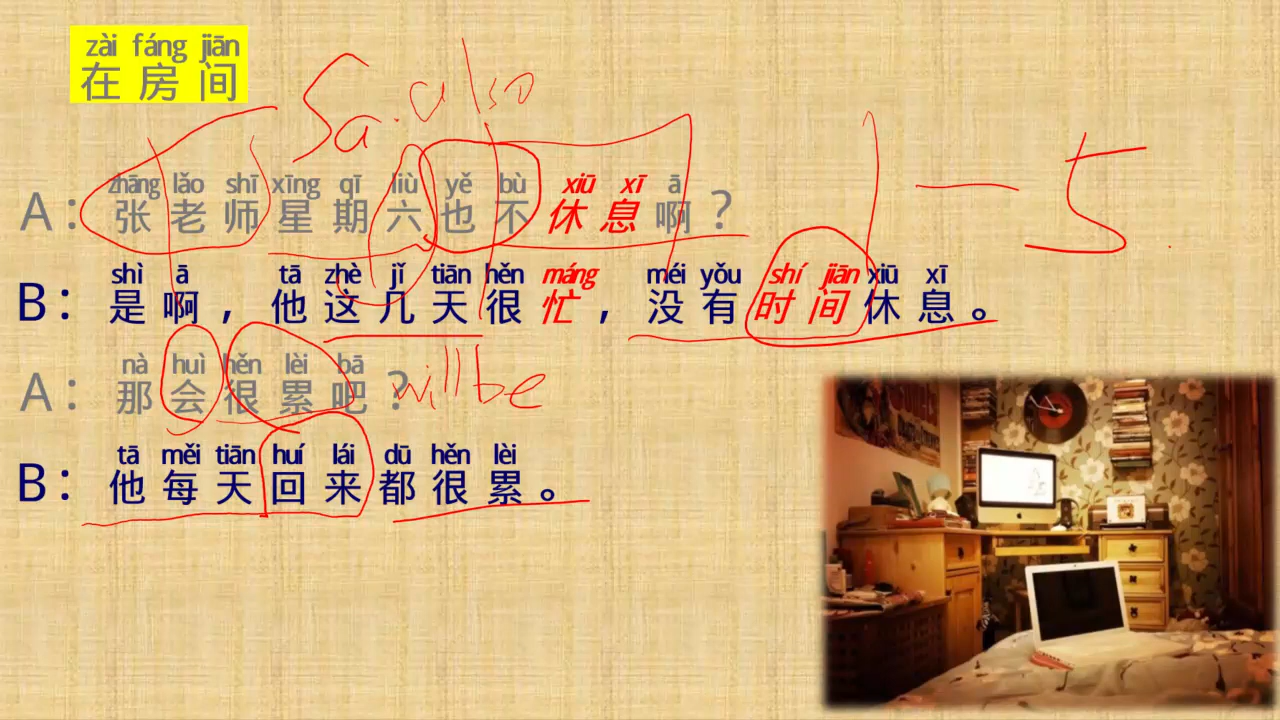 zài fáng jiān
在房间
Sa. also
1-5.
zhāng lǎo shī xīng qī liù yě bù xiū xī ā
A：张老师星期六也不休息啊？
shì ā tā zhè jǐ tiān hěn máng méi yǒu shí jiān xiū xī
B：是啊，他这几天很忙，没有时间休息。
nà huì hěn lèi bā
A：那会很累吧？
will be
tā měi tiān huí lái dū hěn lèi
B：他每天回来都很累。